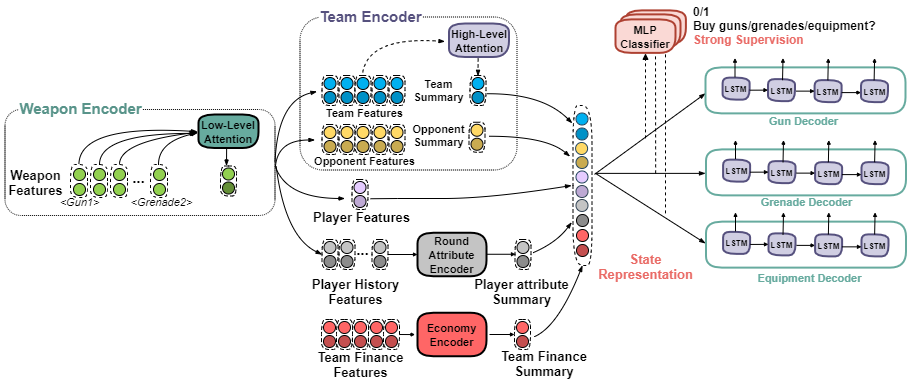 Weapon Encoder
Low-Level
Attention
Weapon
Features
<Gun1>
<Grenade2>
Team Encoder
High-Level
Attention
Team
Summary
Team Features
Opponent
Summary
Opponent Features
Player Features
Player History
Features
Round
Attribute
Encoder
Player attribute
Summary
Team Finance
Features
Economy
Encoder
Team Finance
Summary
State
Representation
MLP
Classifier
0/1
Buy guns/grenades/equipment?
Strong Supervision
LSTM LSTM LSTM LSTM
Gun Decoder
LSTM LSTM LSTM LSTM
Grenade Decoder
LSTM LSTM LSTM LSTM
Equipment Decoder